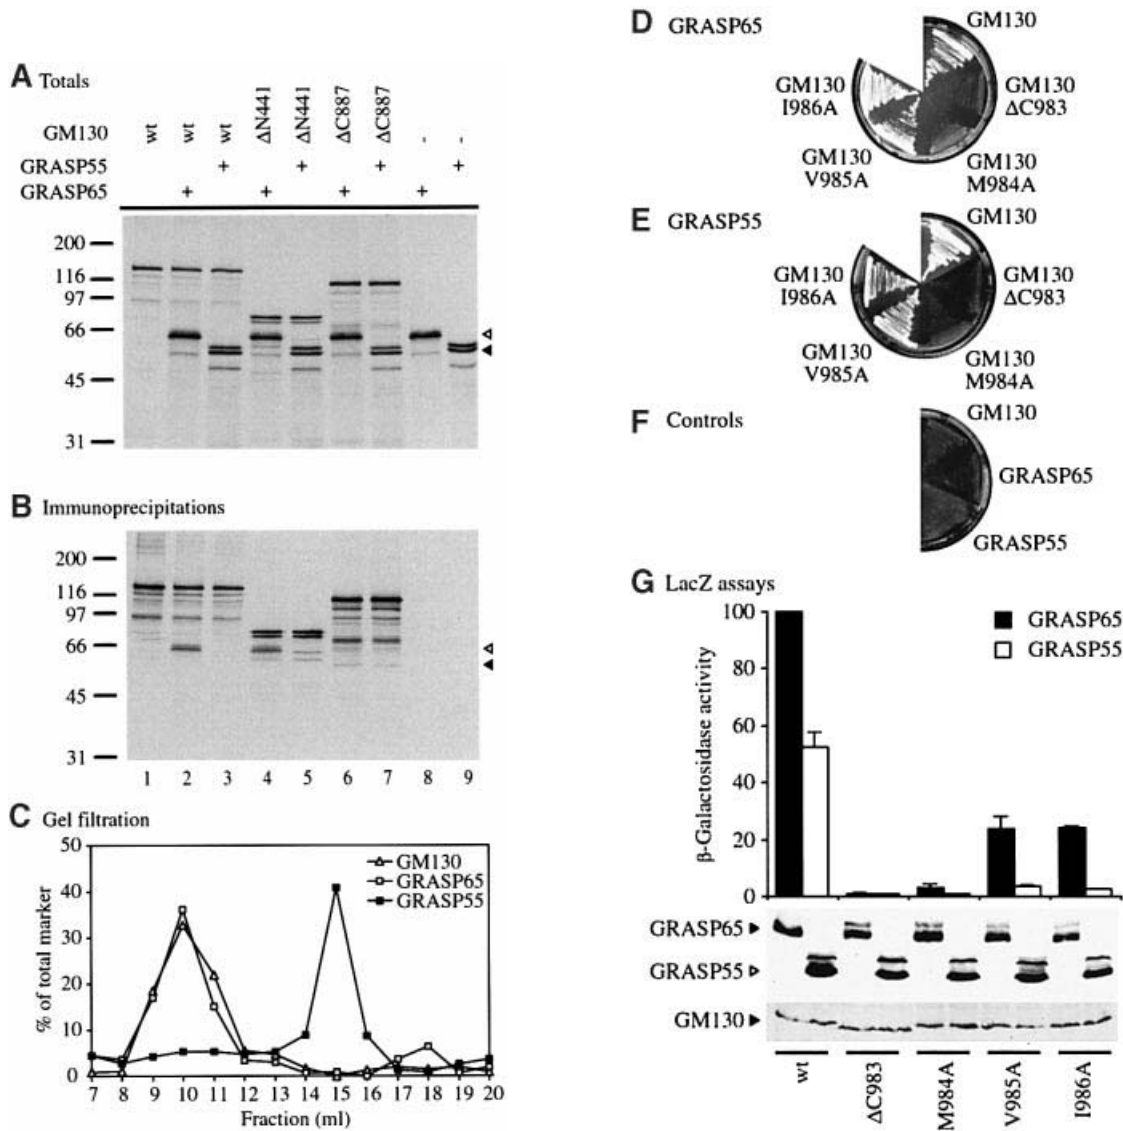 A Totals
GM130 wt wt wt ΔN441 ΔN441 ΔC887 ΔC887 - -
GRASP55 + + + +
GRASP65 + + + +
200
116
97
66
45
31
B Immunoprecipitations
200
116
97
66
45
31
1 2 3 4 5 6 7 8 9
C Gel filtration
% of total marker
50
40
30
20
10
0
GM130
GRASP65
GRASP55
7 8 9 10 11 12 13 14 15 16 17 18 19 20
Fraction (ml)
D GRASP65
GM130
GM130
ΔC983
GM130
M984A
GM130
V985A
GM130
I986A
E GRASP55
GM130
GM130
ΔC983
GM130
M984A
GM130
V985A
GM130
I986A
F Controls
GM130
GRASP65
GRASP55
G LacZ assays
β-Galactosidase activity
100
80
60
40
20
0
GRASP65
GRASP55
GRASP65
GRASP55
GM130
wt ΔC983 M984A V985A I986A